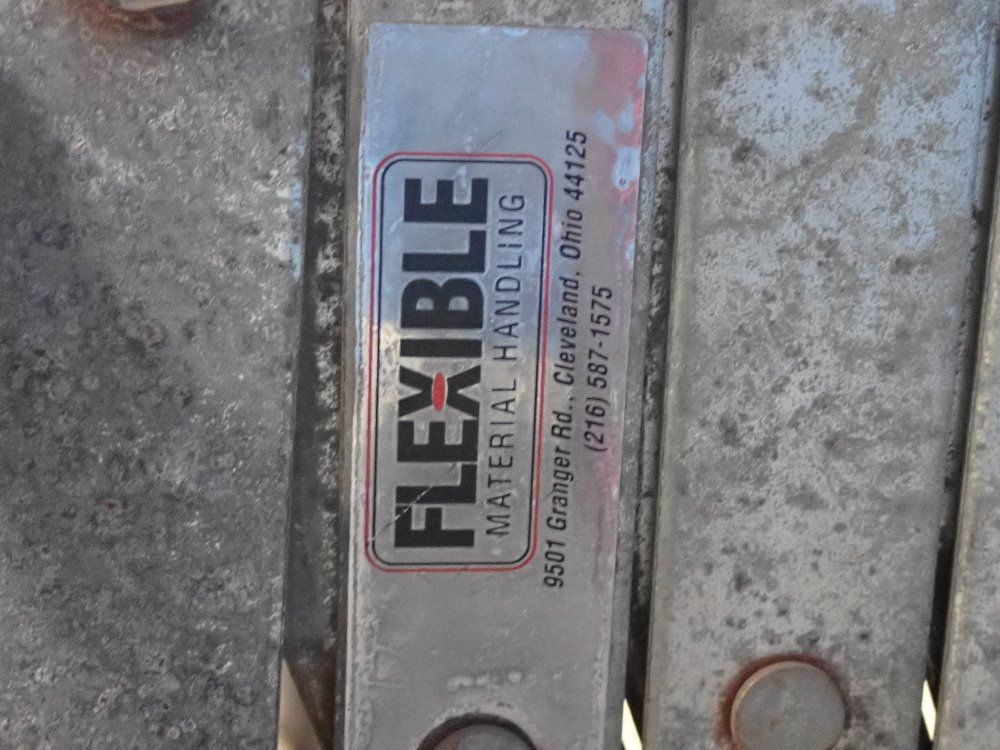 FLEXIBLE
MATERIAL HANDLING
9501 Granger Rd., Cleveland, Ohio 44125
(216) 587-1575